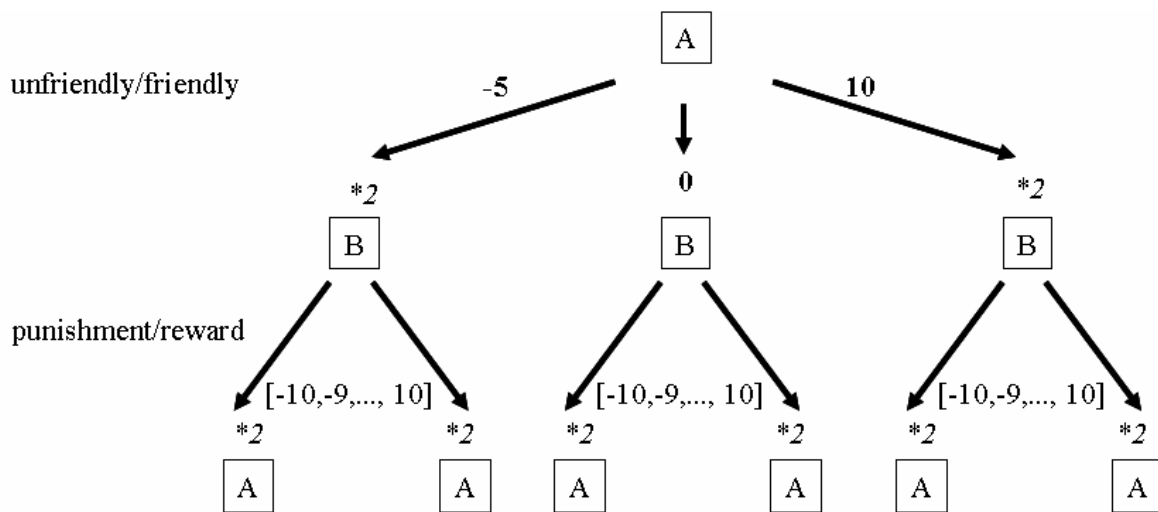 A
unfriendly/friendly
-5
10
*2
0
*2
B
B
B
punishment/reward
[-10,-9,..., 10]
[-10,-9,..., 10]
[-10,-9,..., 10]
*2
*2
*2
*2
*2
*2
A
A
A
A
A
A